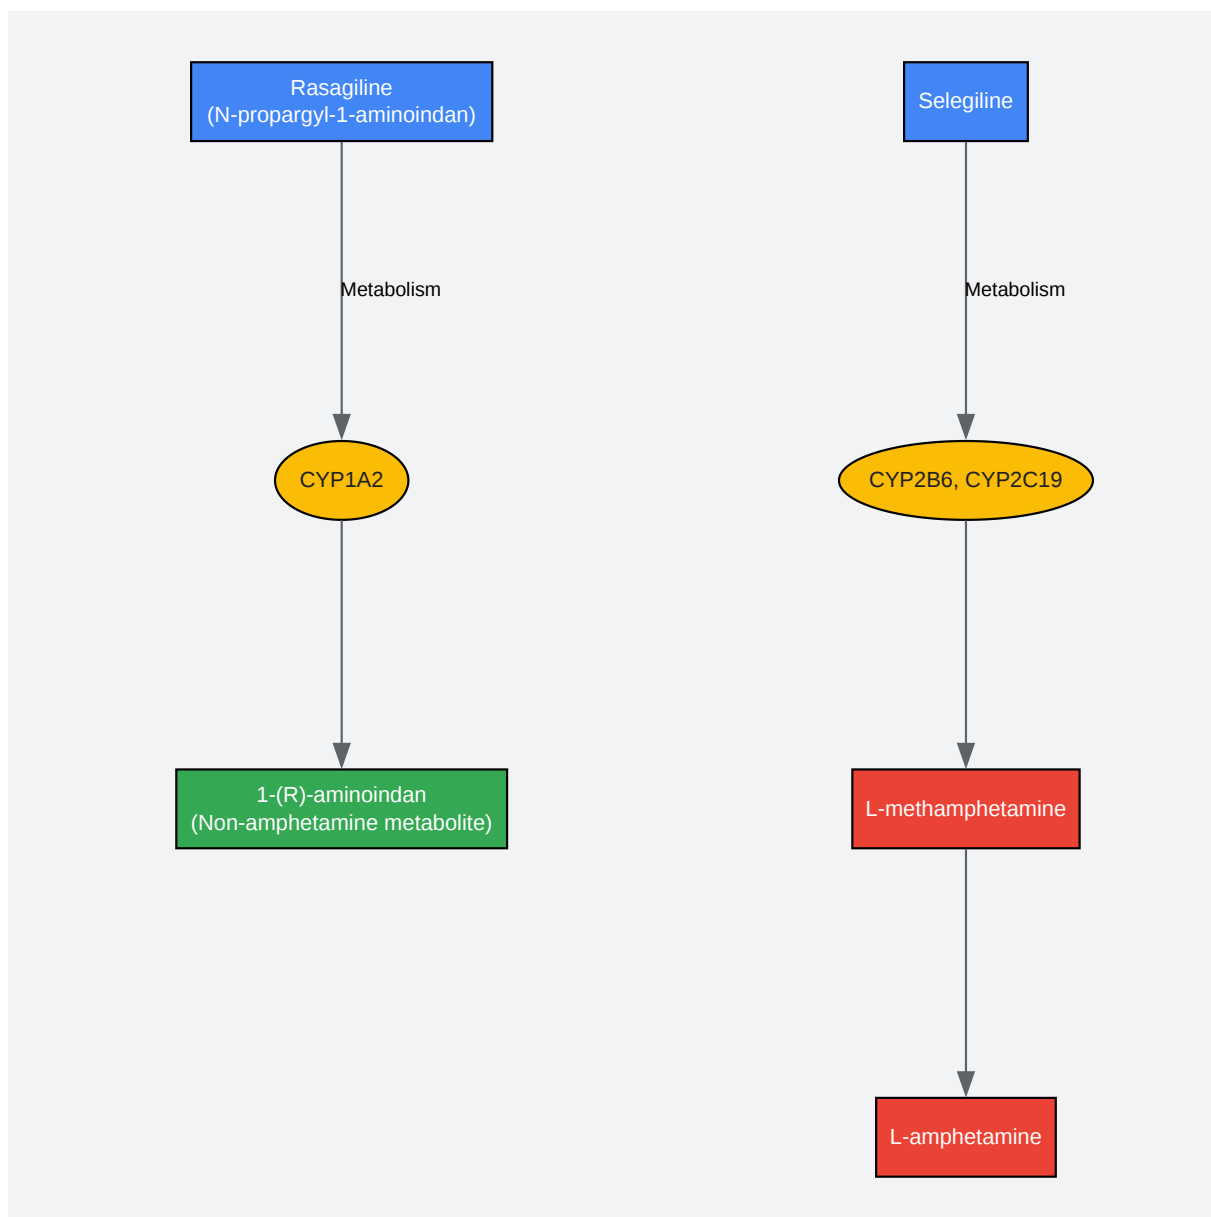 Rasagiline
(N-propargyl-1-aminoindan)
Selegiline
Metabolism
Metabolism
CYP1A2
CYP2B6, CYP2C19
1-(R)-aminoindan
(Non-amphetamine metabolite)
L-methamphetamine
L-amphetamine